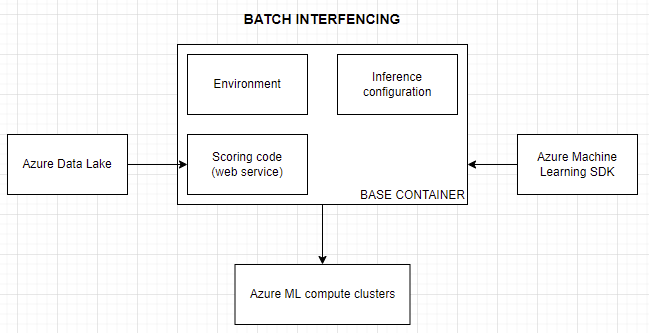 BATCH INTERFENCING
Environment
Inference
configuration
Azure Data Lake
Scoring code
(web service)
Azure Machine
Learning SDK
BASE CONTAINER
Azure ML compute clusters